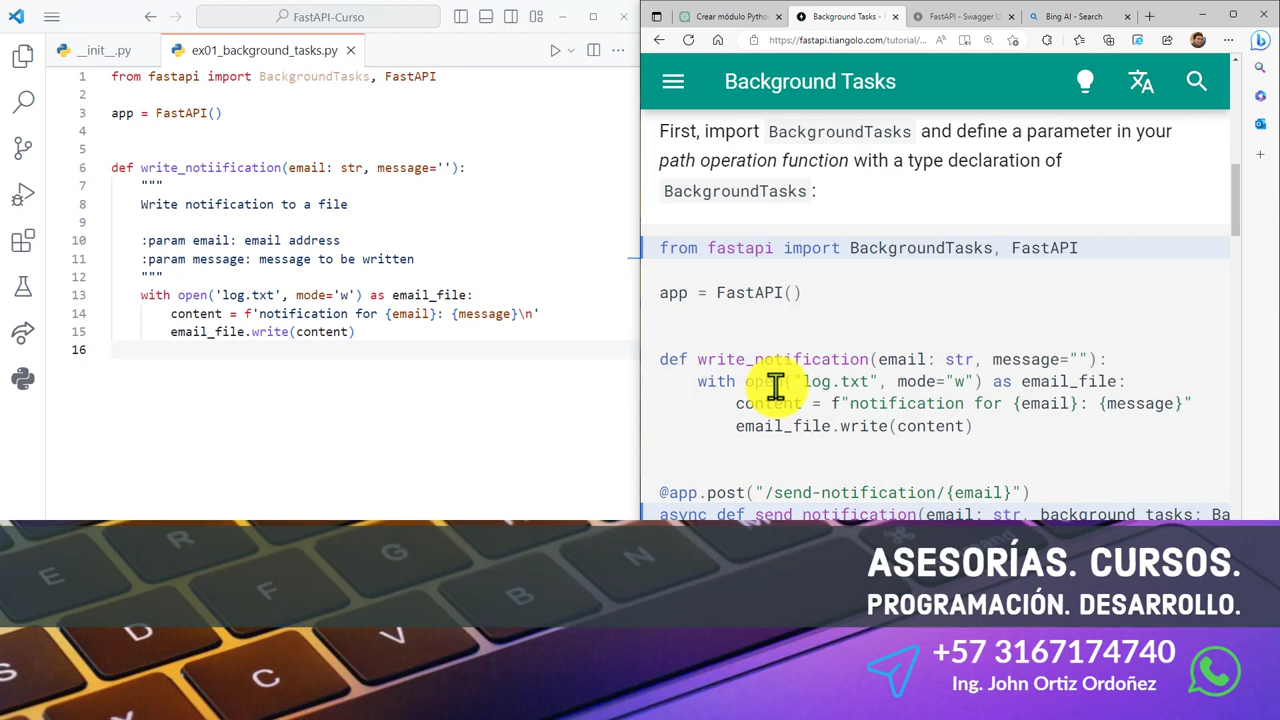 FastAPI-Curso
__init__.py
ex01_background_tasks.py
1 from fastapi import BackgroundTasks, FastAPI
2
3 app = FastAPI()
4
5
6 def write_notiification(email: str, message=''):
7 """
8 Write notification to a file
9
10 :param email: email address
11 :param message: message to be written
12 """
13 with open('log.txt', mode='w') as email_file:
14 content = f'notification for {email}: {message}\n'
15 email_file.write(content)
16
Crear módulo Python
Background Tasks - F
FastAPI - Swagger U
Bing AI - Search
https://fastapi.tiangolo.com/tutorial/...
Background Tasks
First, import BackgroundTasks and define a parameter in your
path operation function with a type declaration of
BackgroundTasks:
from fastapi import BackgroundTasks, FastAPI
app = FastAPI()
def write_notification(email: str, message=""):
with open("log.txt", mode="w") as email_file:
content = f"notification for {email}: {message}"
email_file.write(content)
@app.post("/send-notification/{email}")
async def send_notification(email: str, background_tasks: Ba
ASESORÍAS. CURSOS.
PROGRAMACIÓN. DESARROLLO.
+57 3167174740
Ing. John Ortiz Ordoñez
E
R
F
G
V
B
N
D
C